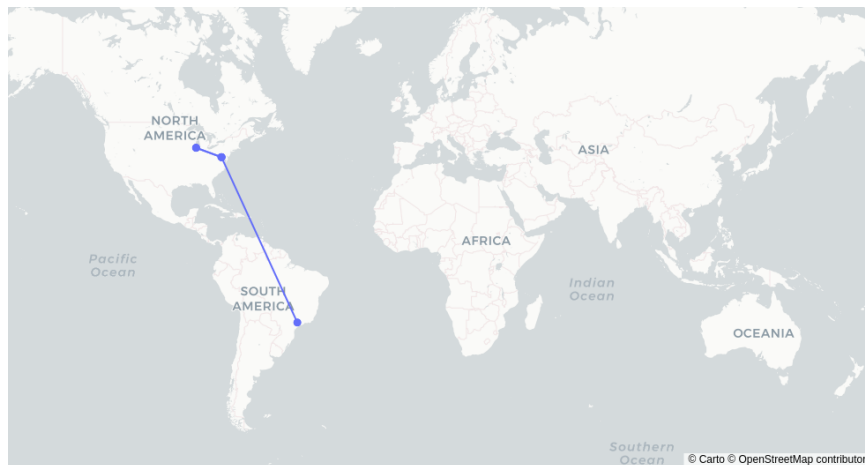 NORTH
AMERICA
ASIA
AFRICA
Pacific
Ocean
Indian
Ocean
SOUTH
AMERICA
OCEANIA
Southern
Ocean
© Carto © OpenStreetMap contributor